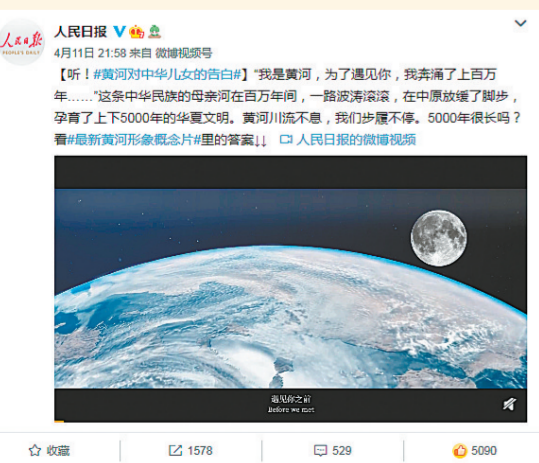 人民日报
PEOPLE'S DAILY
人民日报
4月11日 21:58 来自 微博视频号
【听！#黄河对中华儿女的告白#】“我是黄河，为了遇见你，我奔涌了上百万
年……”这条中华民族的母亲河在百万年间，一路波涛滚滚，在中原放缓了脚步，
孕育了上下5000年的华夏文明。黄河川流不息，我们步履不停。5000年很长吗？
看#最新黄河形象概念片#里的答案↓↓ 人民日报的微博视频
遇见你之前
Before we met
收藏
1578
529
5090